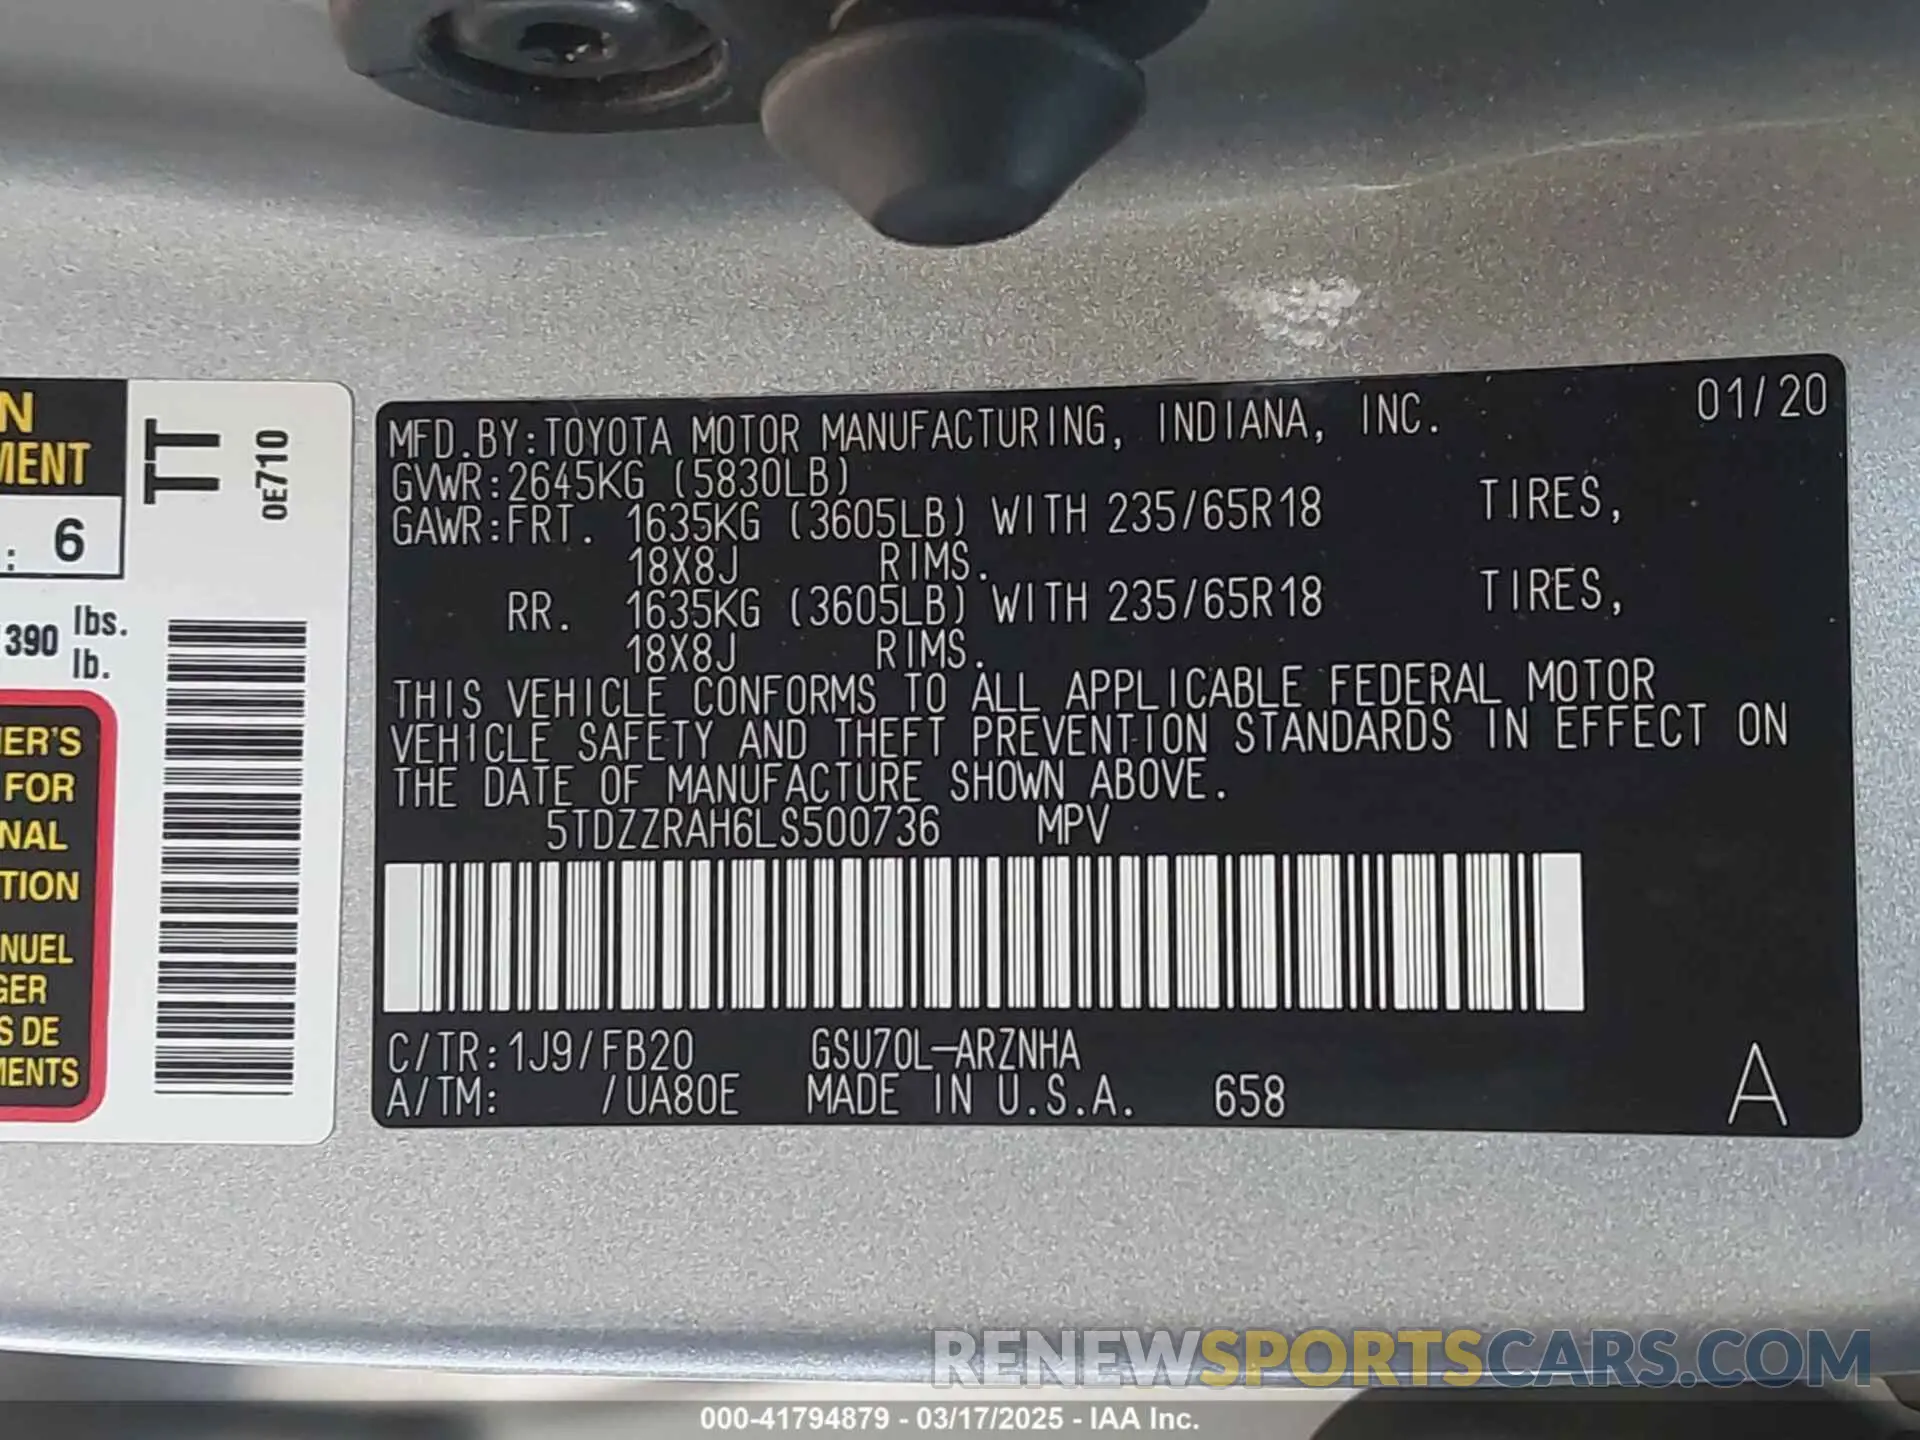 N
MENT
: 6
390 lbs.
lb.
TT
0E710
NER'S
FOR
NAL
TION
NUEL
GER
S DE
MENTS
MFD.BY:TOYOTA MOTOR MANUFACTURING, INDIANA, INC. 01/20
GVWR:2645KG (5830LB)
GAWR:FRT. 1635KG (3605LB) WITH 235/65R18 TIRES,
18X8J RIMS.
RR. 1635KG (3605LB) WITH 235/65R18 TIRES,
18X8J RIMS.
THIS VEHICLE CONFORMS TO ALL APPLICABLE FEDERAL MOTOR
VEHICLE SAFETY AND THEFT PREVENTION STANDARDS IN EFFECT ON
THE DATE OF MANUFACTURE SHOWN ABOVE.
5TDZZRAH6LS500736 MPV
C/TR:1J9/FB20 GSU70L-ARZNHA
A/TM: /UA80E MADE IN U.S.A. 658 A
RENEWSPORTSCARS.COM
000-41794879 - 03/17/2025 - IAA Inc.